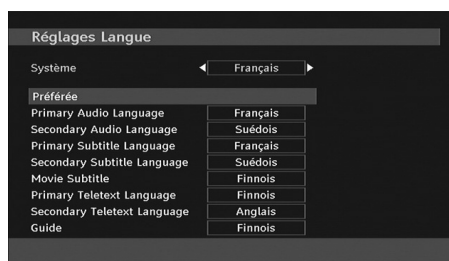 Réglages Langue
Système Français
Préférée
Primary Audio Language Français
Secondary Audio Language Suédois
Primary Subtitle Language Français
Secondary Subtitle Language Suédois
Movie Subtitle Finnois
Primary Teletext Language Finnois
Secondary Teletext Language Anglais
Guide Finnois